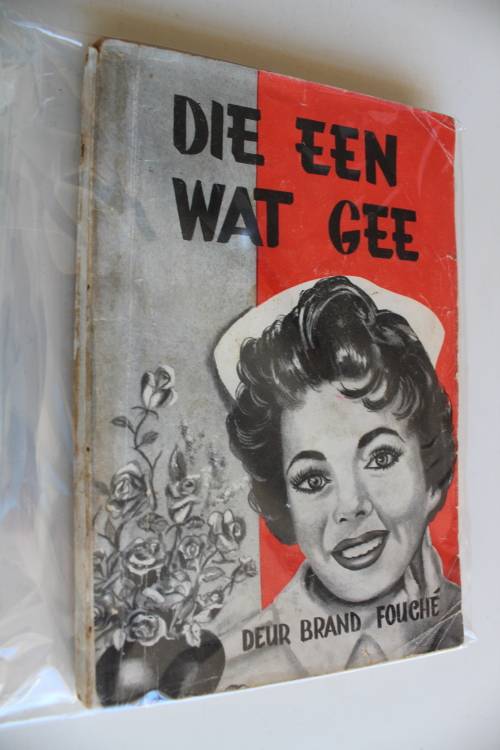 DIE EEN
WAT GEE
DEUR BRAND FOUCHÉ